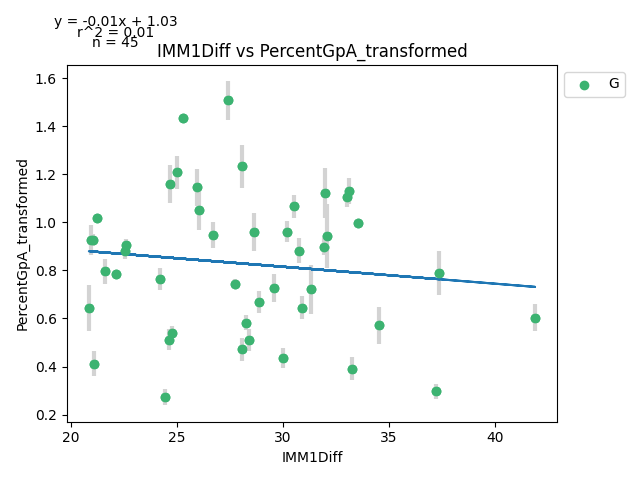 y = -0.01x + 1.03
r^2 = 0.01
n = 45
IMM1Diff vs PercentGpA_transformed
G
PercentGpA_transformed
1.6
1.4
1.2
1.0
0.8
0.6
0.4
0.2
20 25 30 35 40
IMM1Diff